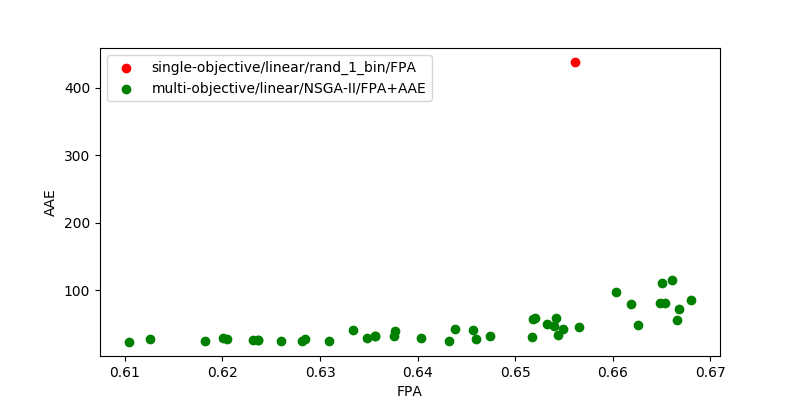 single-objective/linear/rand_1_bin/FPA
multi-objective/linear/NSGA-II/FPA+AAE
400
300
200
100
AAE
0.61 0.62 0.63 0.64 0.65 0.66 0.67
FPA